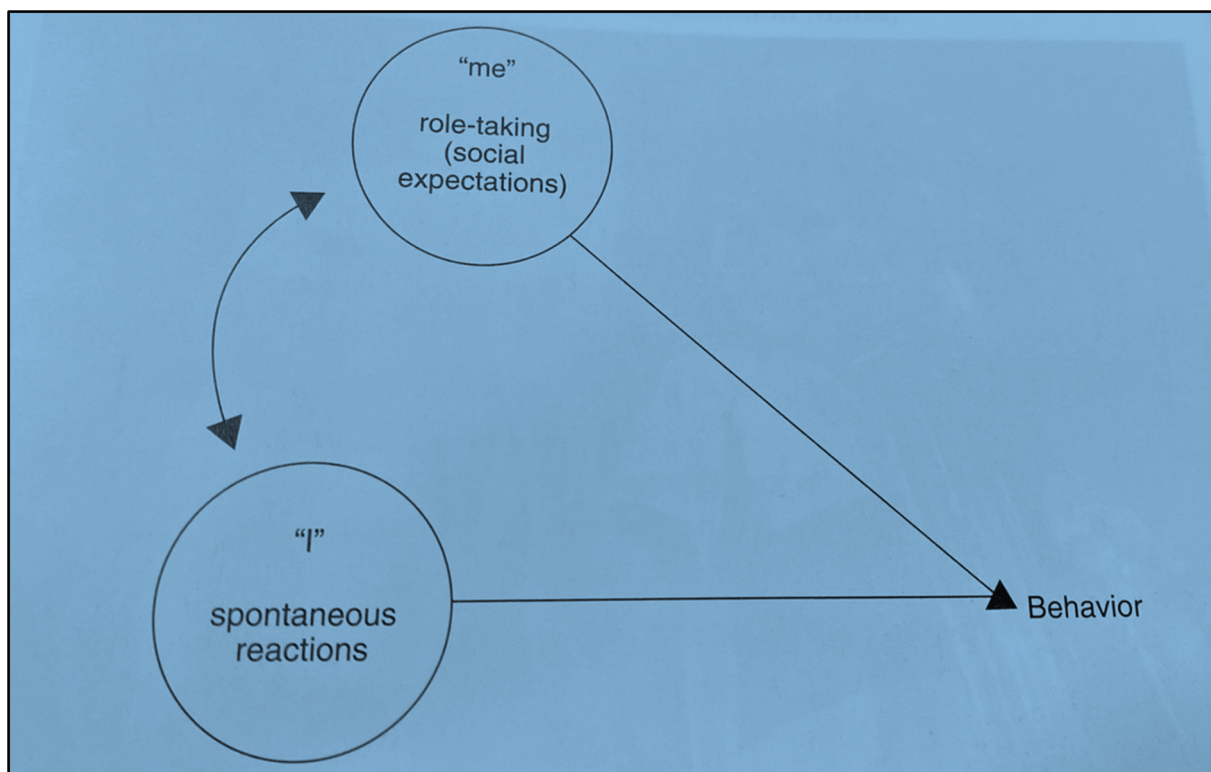 “me”
role-taking
(social
expectations)
“I”
spontaneous
reactions
Behavior